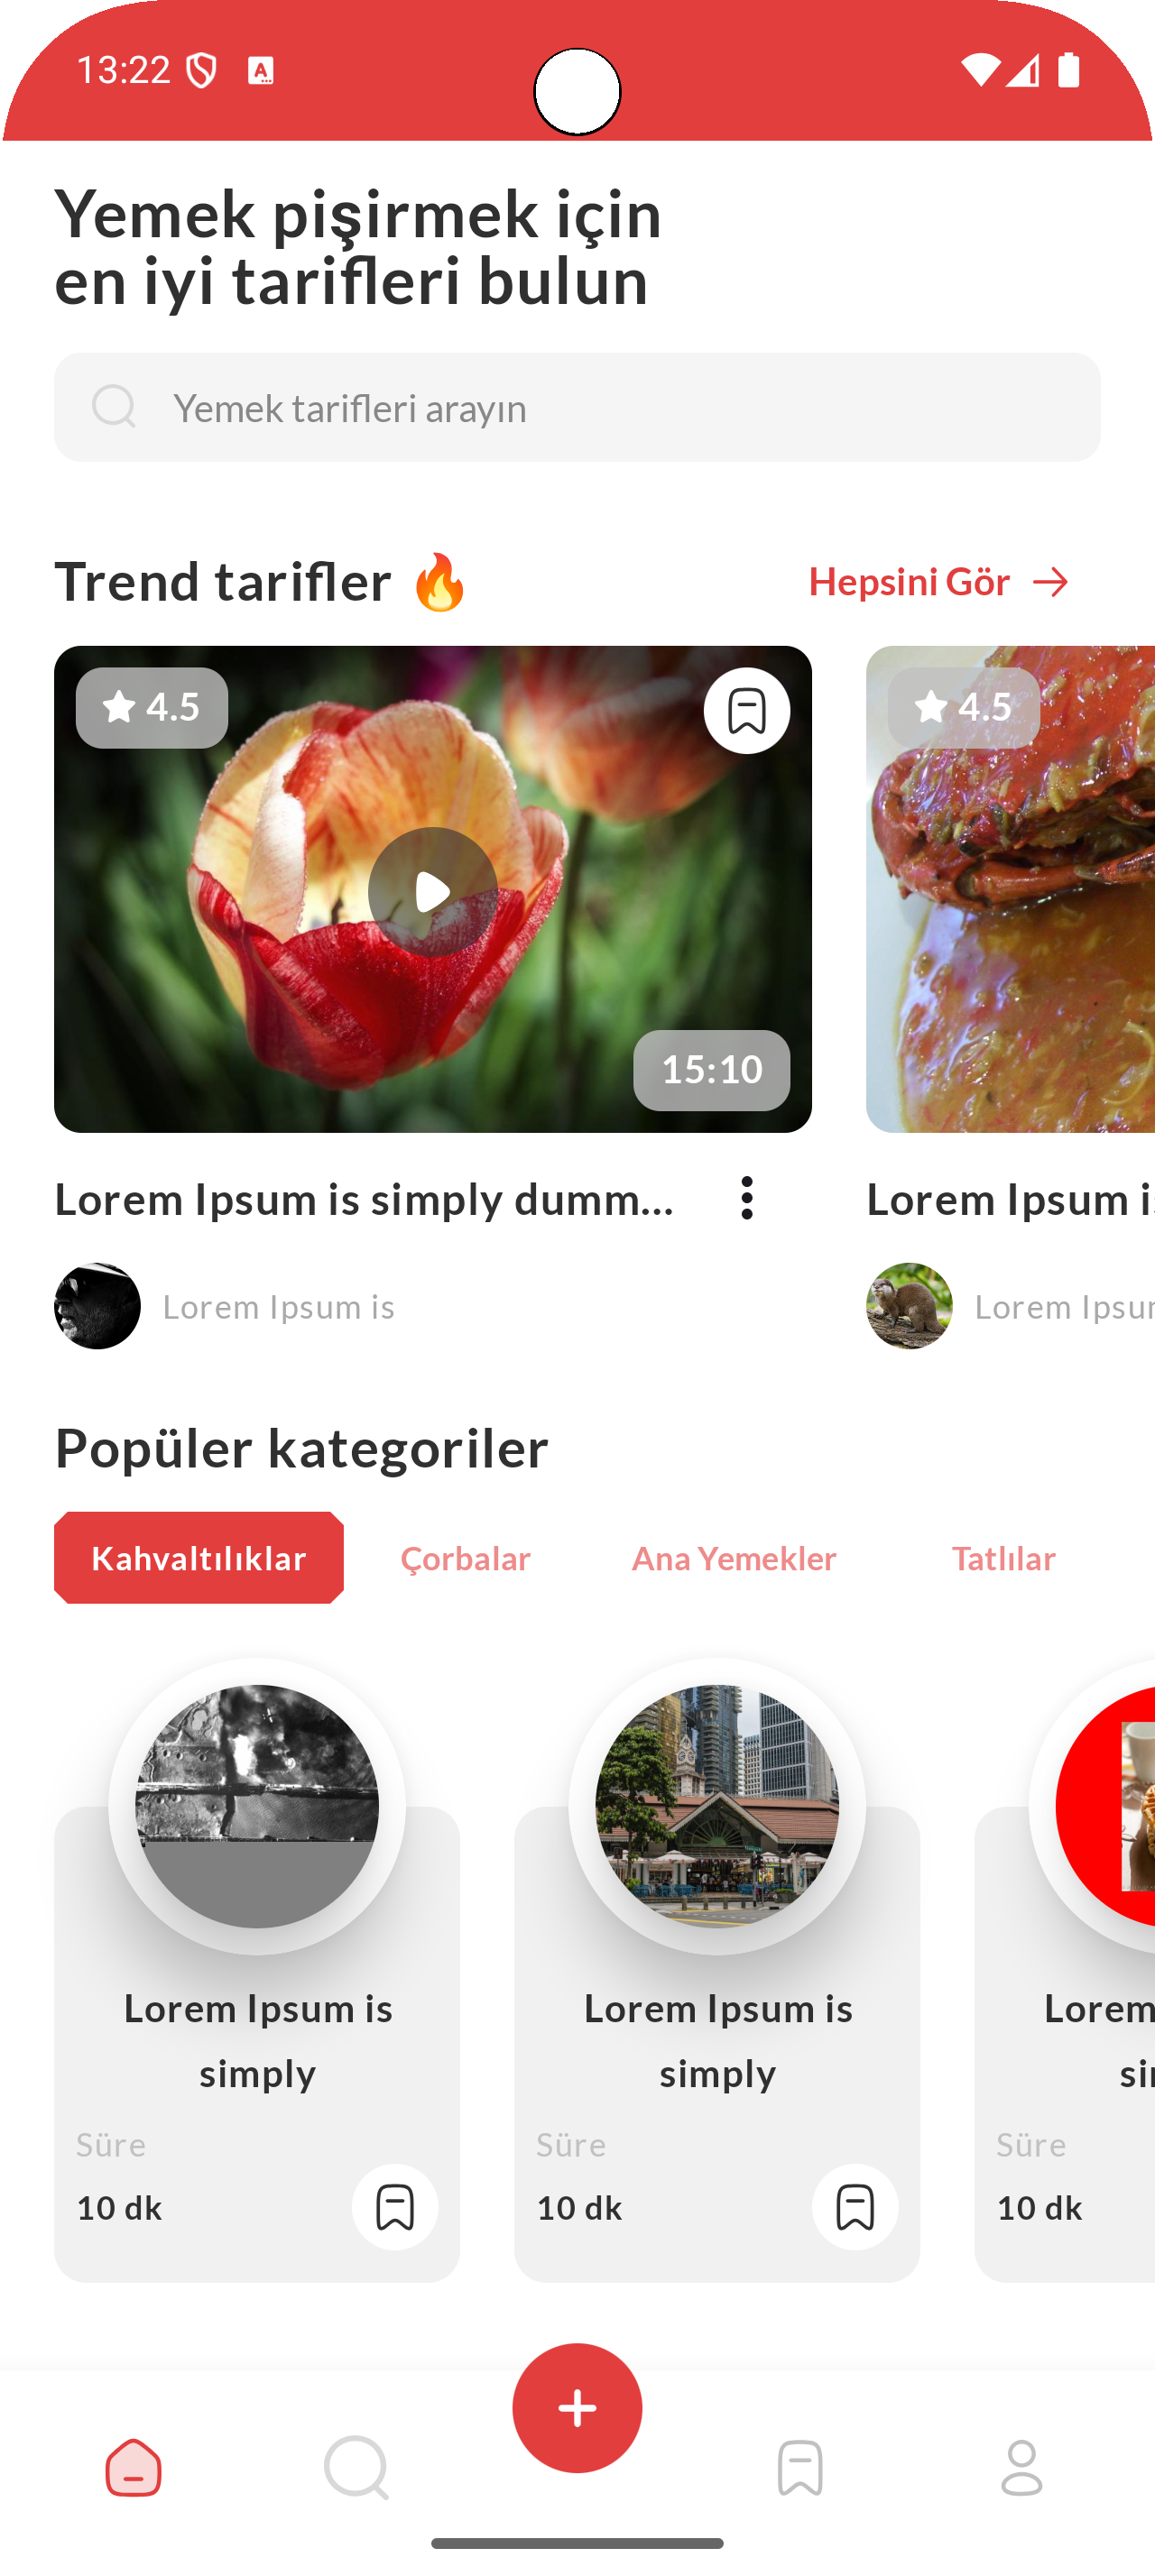 13:22
Yemek pişirmek için
en iyi tarifleri bulun
Yemek tarifleri arayın
Trend tarifler 🔥
Hepsini Gör →
4.5
4.5
15:10
Lorem Ipsum is simply dumm...
Lorem Ipsum is
Lorem Ipsum is
Lorem Ipsum
Popüler kategoriler
Kahvaltılıklar
Çorbalar
Ana Yemekler
Tatlılar
Lorem Ipsum is
simply
Süre
10 dk
Lorem Ipsum is
simply
Süre
10 dk
Lorem
Süre
10 dk